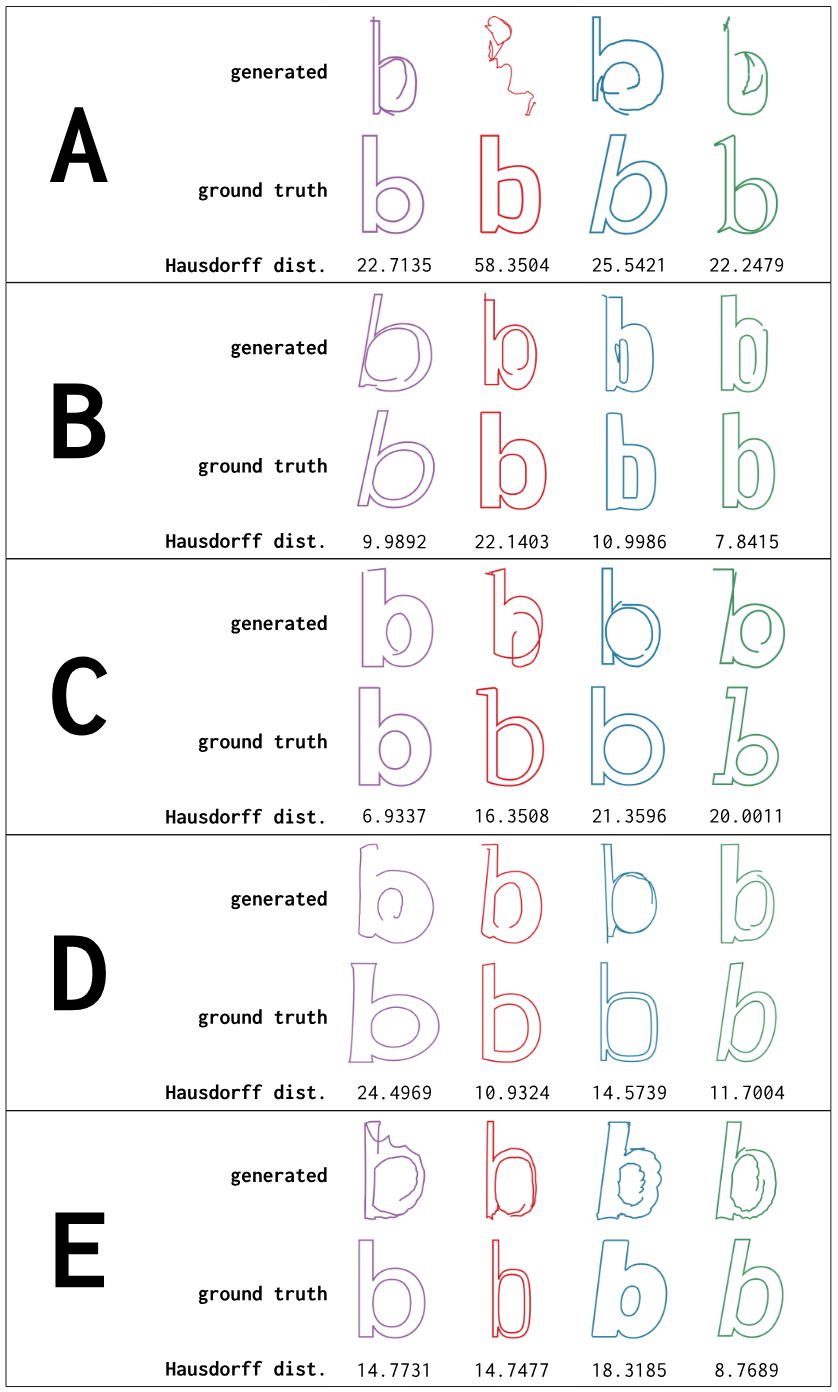 generated b b b
A
ground truth b b b b
Hausdorff dist. 22.7135 58.3504 25.5421 22.2479
generated b b b b
B
ground truth b b b b
Hausdorff dist. 9.9892 22.1403 10.9986 7.8415
generated b b b b
C
ground truth b b b b
Hausdorff dist. 6.9337 16.3508 21.3596 20.0011
generated b b b b
D
ground truth b b b b
Hausdorff dist. 24.4969 10.9324 14.5739 11.7004
generated b b b b
E
ground truth b b b b
Hausdorff dist. 14.7731 14.7477 18.3185 8.7689